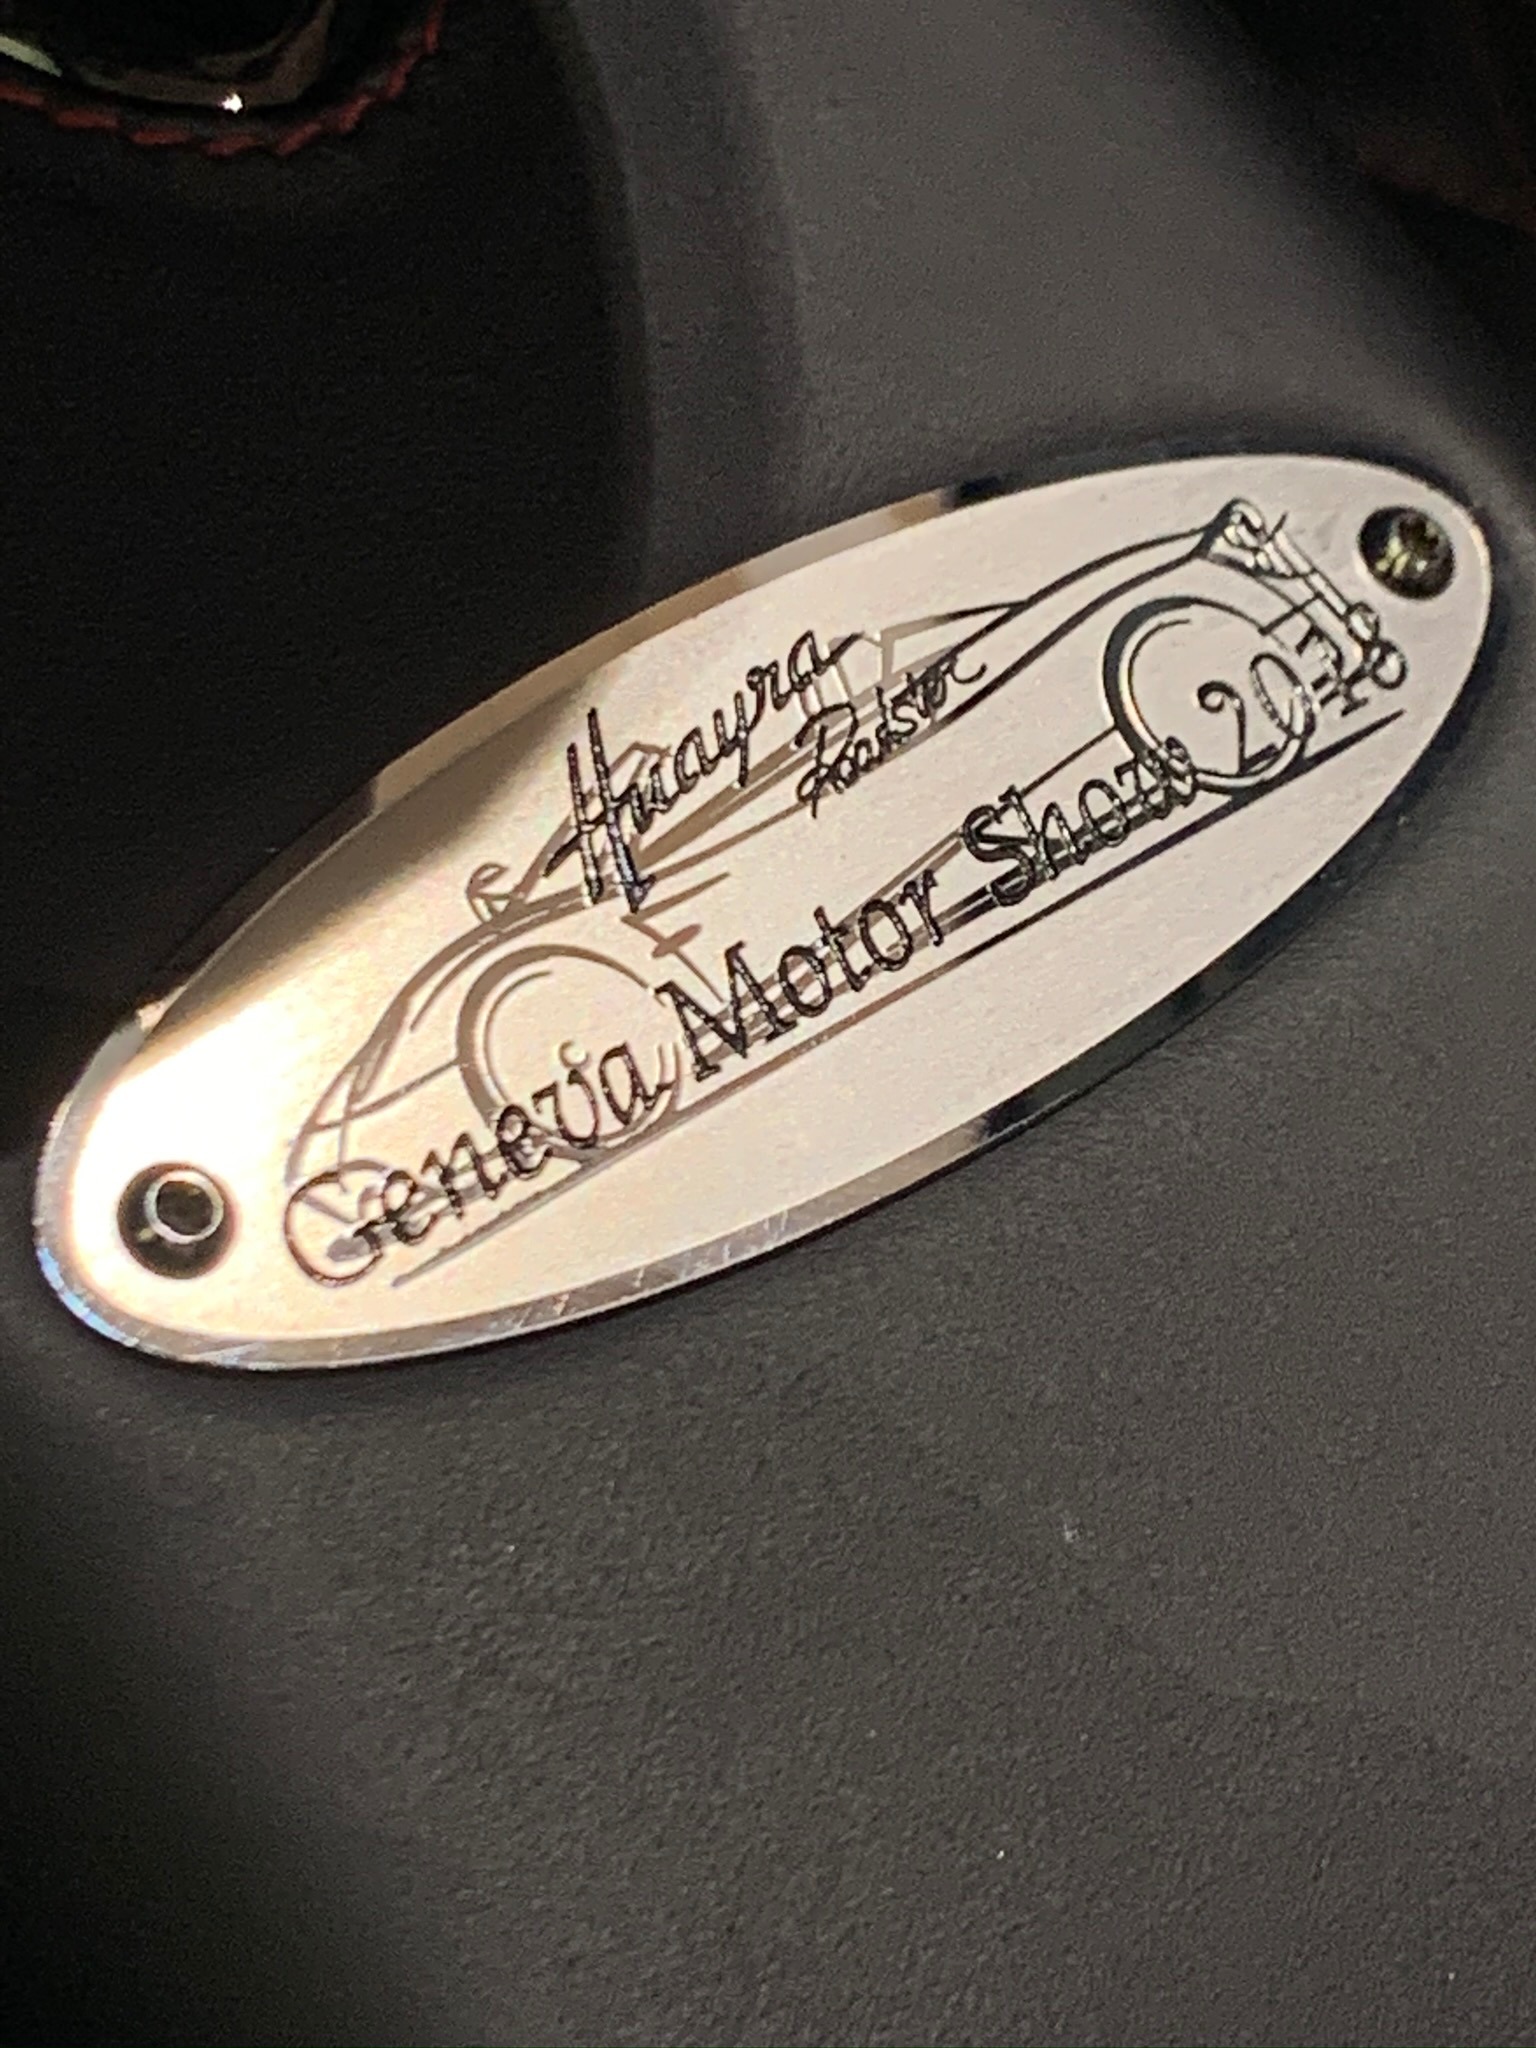 Huayra
Roadster
Geneva Motor Show